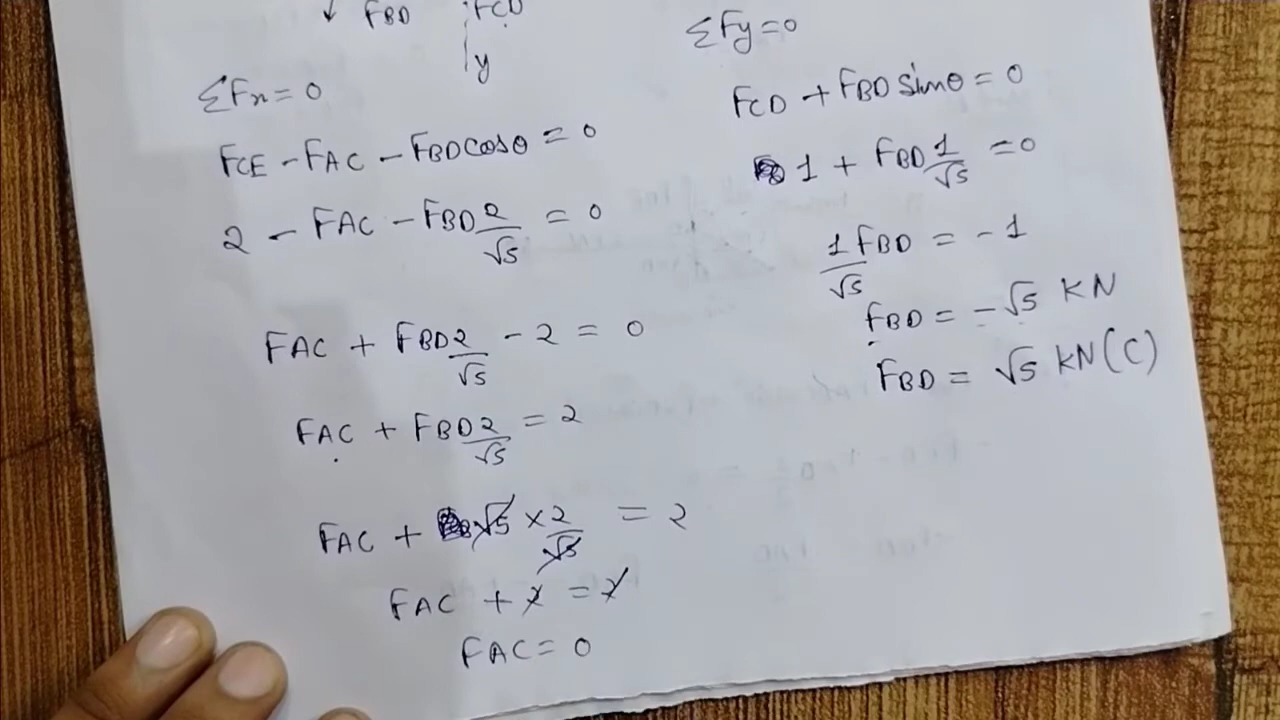 ↓ FBD FCD
y
ΣFx = 0
FCE - FAC - FBD cosθ = 0
2 - FAC - FBD 2/√5 = 0
FAC + FBD 2/√5 - 2 = 0
FAC + FBD 2/√5 = 2
FAC + √5 × 2/√5 = 2
FAC + 2 = 2
FAC = 0
ΣFy = 0
FCD + FBD sinθ = 0
1 + FBD 1/√5 = 0
1/√5 FBD = - 1
FBD = - √5 KN
FBD = √5 KN (C)